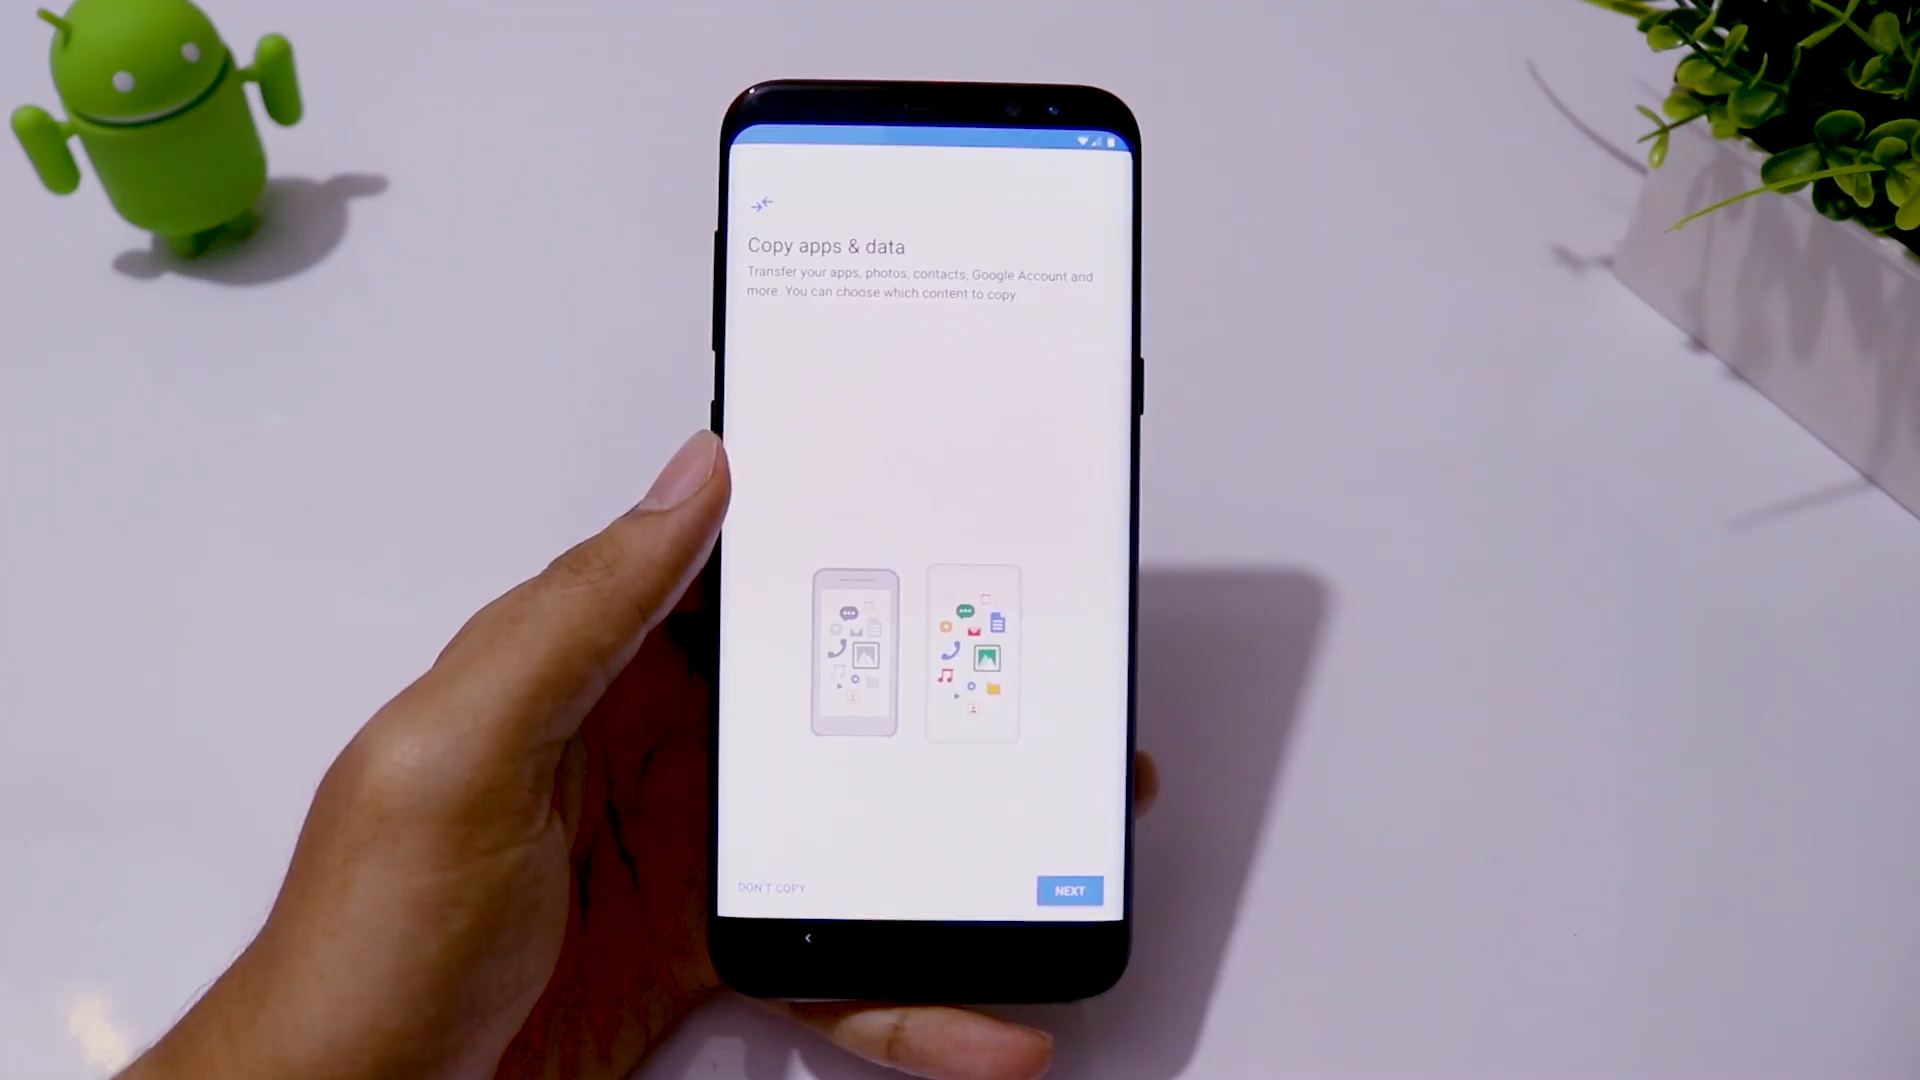 Copy apps & data
Transfer your apps, photos, contacts, Google Account and
more. You can choose which content to copy.
DON'T COPY
NEXT